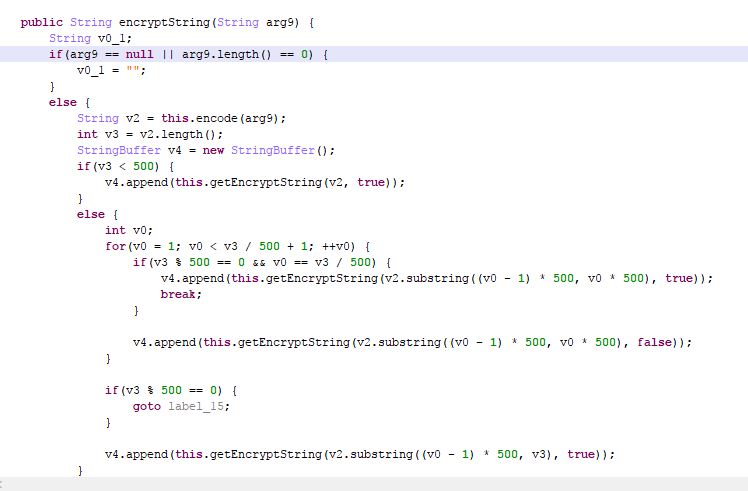 public String encryptString(String arg9) {
    String v0_1;
    if(arg9 == null || arg9.length() == 0) {
        v0_1 = "";
    }
    else {
        String v2 = this.encode(arg9);
        int v3 = v2.length();
        StringBuffer v4 = new StringBuffer();
        if(v3 < 500) {
            v4.append(this.getEncryptString(v2, true));
        }
        else {
            int v0;
            for(v0 = 1; v0 < v3 / 500 + 1; ++v0) {
                if(v3 % 500 == 0 && v0 == v3 / 500) {
                    v4.append(this.getEncryptString(v2.substring((v0 - 1) * 500, v0 * 500), true));
                    break;
                }

                v4.append(this.getEncryptString(v2.substring((v0 - 1) * 500, v0 * 500), false));
            }

            if(v3 % 500 == 0) {
                goto label_15;
            }

            v4.append(this.getEncryptString(v2.substring((v0 - 1) * 500, v3), true));
        }